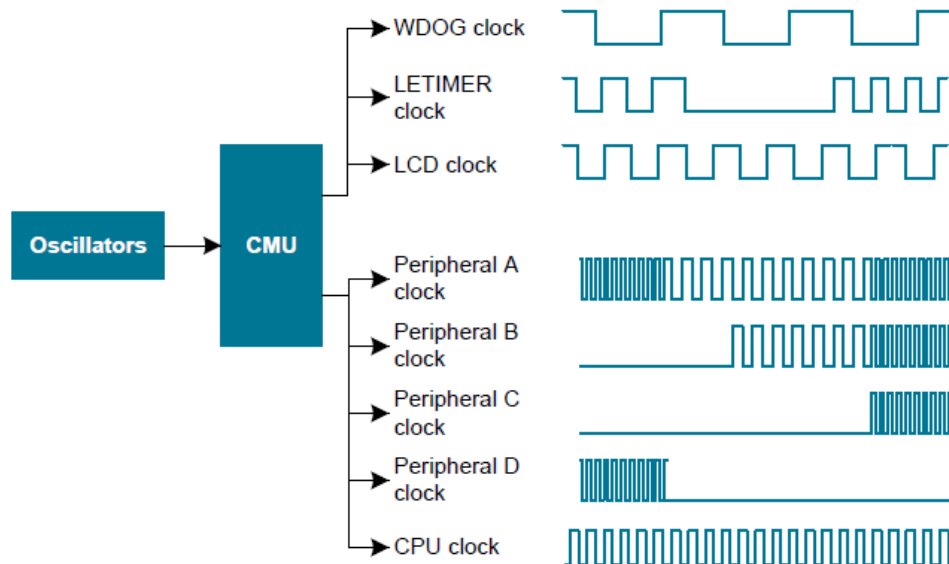 WDOG clock
LETIMER
clock
LCD clock
Oscillators
CMU
Peripheral A
clock
Peripheral B
clock
Peripheral C
clock
Peripheral D
clock
CPU clock